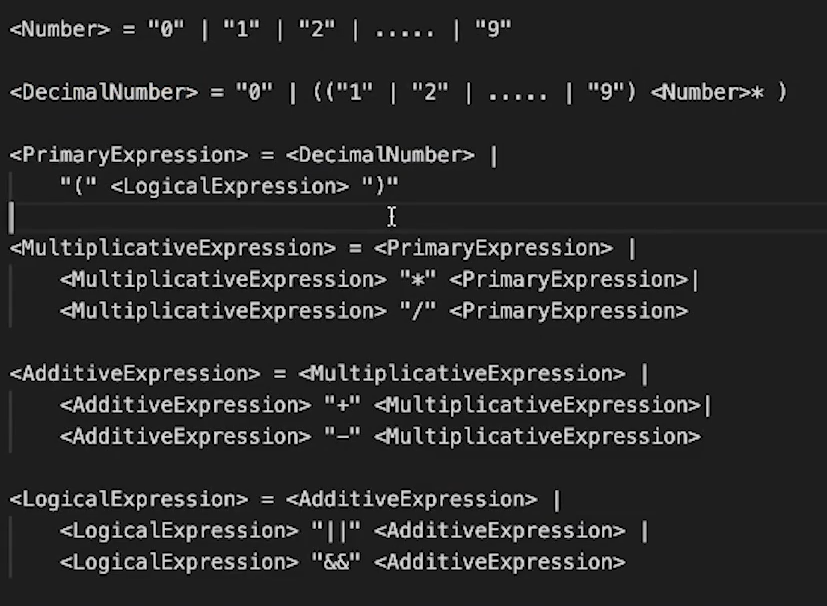 <Number> = "0" | "1" | "2" | ..... | "9"
<DecimalNumber> = "0" | (("1" | "2" | ..... | "9") <Number>* )
<PrimaryExpression> = <DecimalNumber> |
"(" <LogicalExpression> ")"
<MultiplicativeExpression> = <PrimaryExpression> |
<MultiplicativeExpression> "*" <PrimaryExpression>|
<MultiplicativeExpression> "/" <PrimaryExpression>
<AdditiveExpression> = <MultiplicativeExpression> |
<AdditiveExpression> "+" <MultiplicativeExpression>|
<AdditiveExpression> "-" <MultiplicativeExpression>
<LogicalExpression> = <AdditiveExpression> |
<LogicalExpression> "||" <AdditiveExpression> |
<LogicalExpression> "&&" <AdditiveExpression>